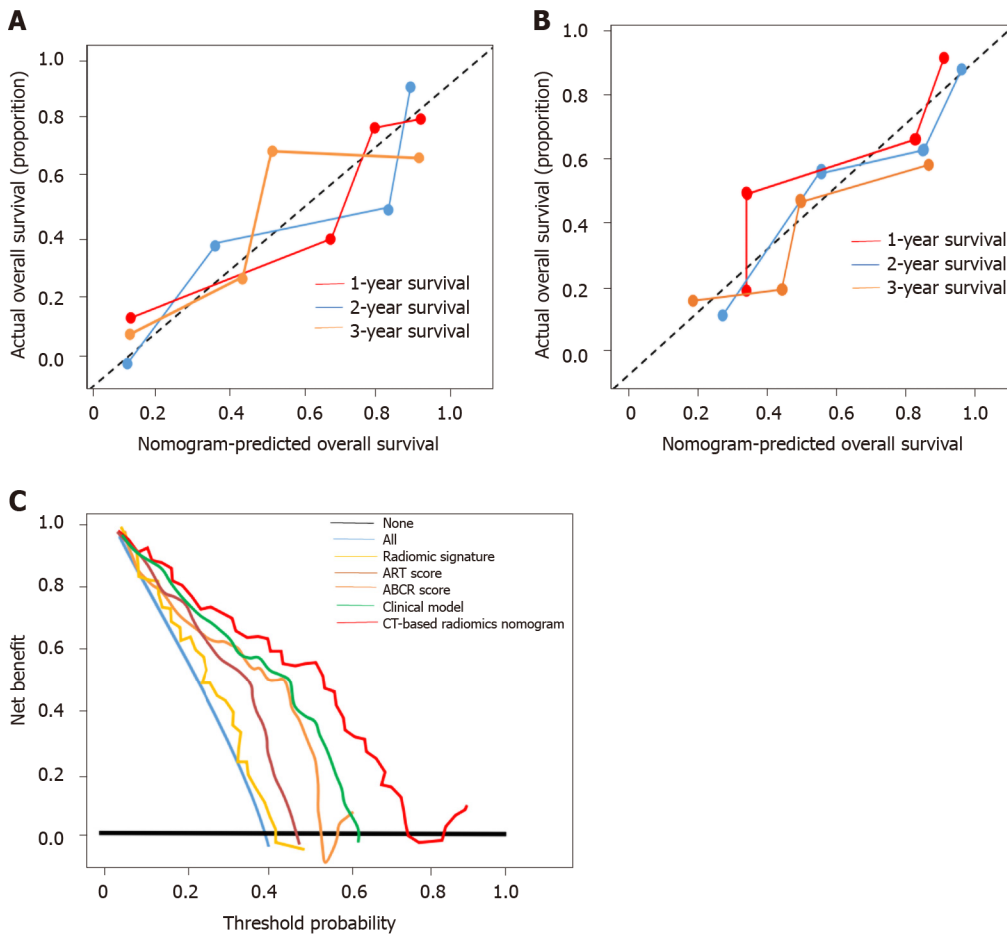 A
Actual overall survival (proporition)
1.0
0.8
0.6
0.4
0.2
0.0
1-year survival
2-year survival
3-year survival
0 0.2 0.4 0.6 0.8 1.0
Nomogram-predicted overall survival
B
Actual overall survival (proporition)
1.0
0.8
0.6
0.4
0.2
0.0
1-year survival
2-year survival
3-year survival
0 0.2 0.4 0.6 0.8 1.0
Nomogram-predicted overall survival
C
Net benefit
1.0
0.8
0.6
0.4
0.2
0.0
None
All
Radiomic signature
ART score
ABCR score
Clinical model
CT-based radiomics nomogram
0 0.2 0.4 0.6 0.8 1.0
Threshold probability